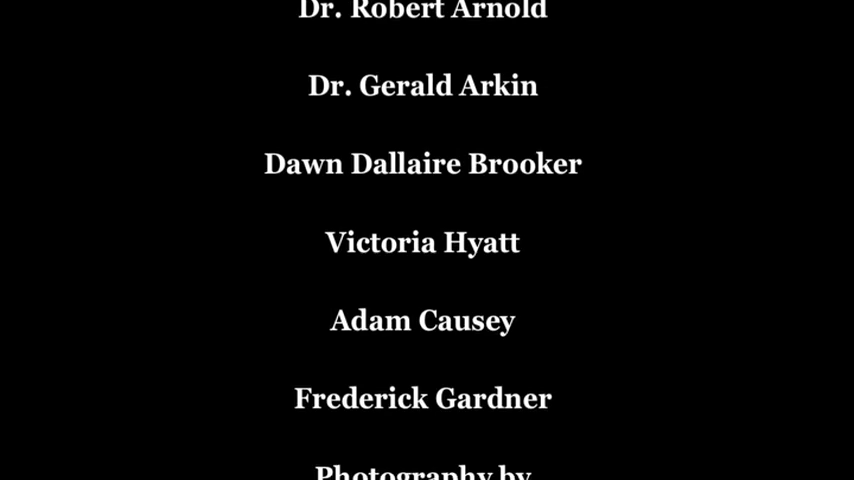 Dr. Robert Arnold
Dr. Gerald Arkin
Dawn Dallaire Brooker
Victoria Hyatt
Adam Causey
Frederick Gardner
Photography by